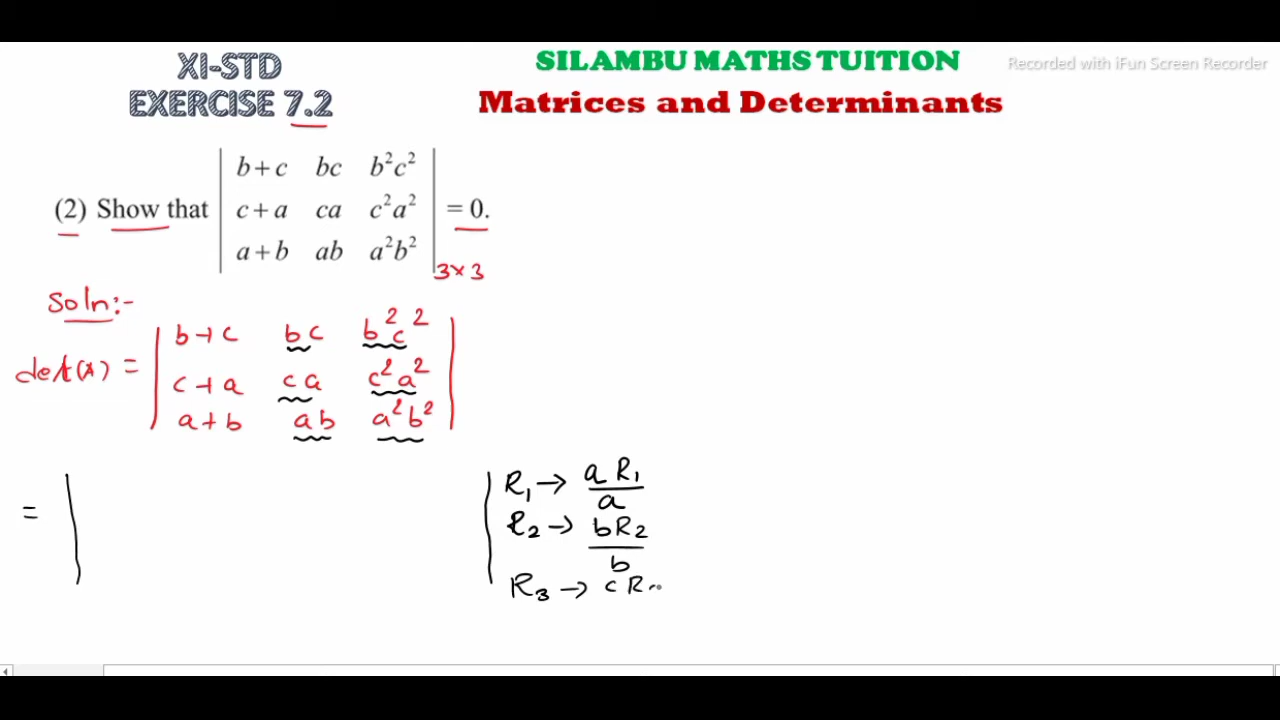 XI-STD
EXERCISE 7.2
SILAMBU MATHS TUITION
Matrices and Determinants
Recorded with iFun Screen Recorder
(2) Show that
b+c bc b²c²
c+a ca c²a²
a+b ab a²b²
= 0.
3×3
Soln:-
det(A) =
b+c bc b²c²
c+a ca c²a²
a+b ab a²b²
=
R₁ → aR₁/a
R₂ → bR₂/b
R₃ → cR